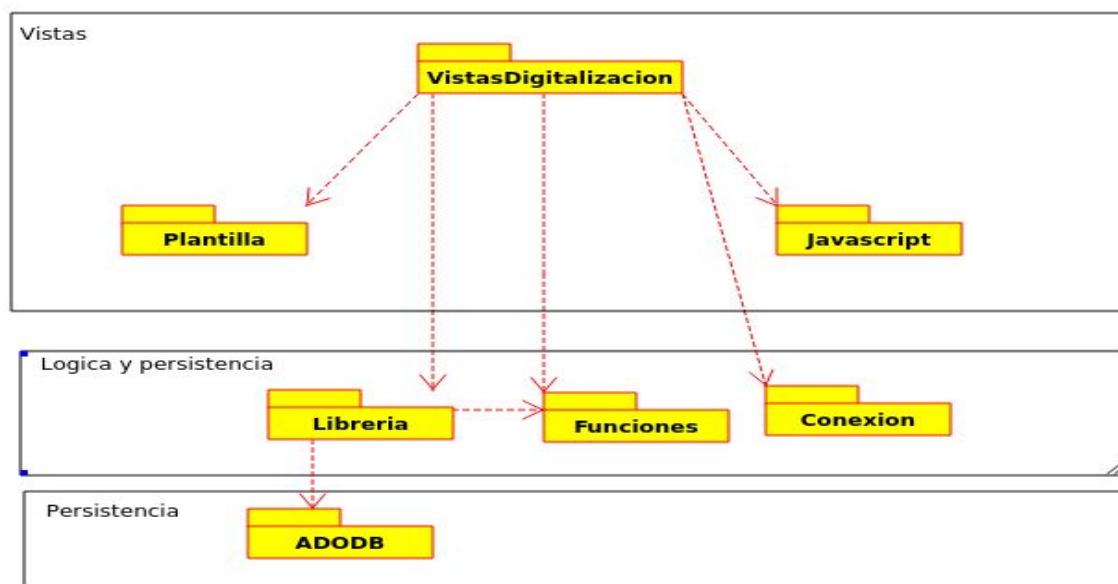 Vistas
VistasDigitalizacion
Plantilla
Javascript
Logica y persistencia
Libreria
Funciones
Conexion
Persistencia
ADODB